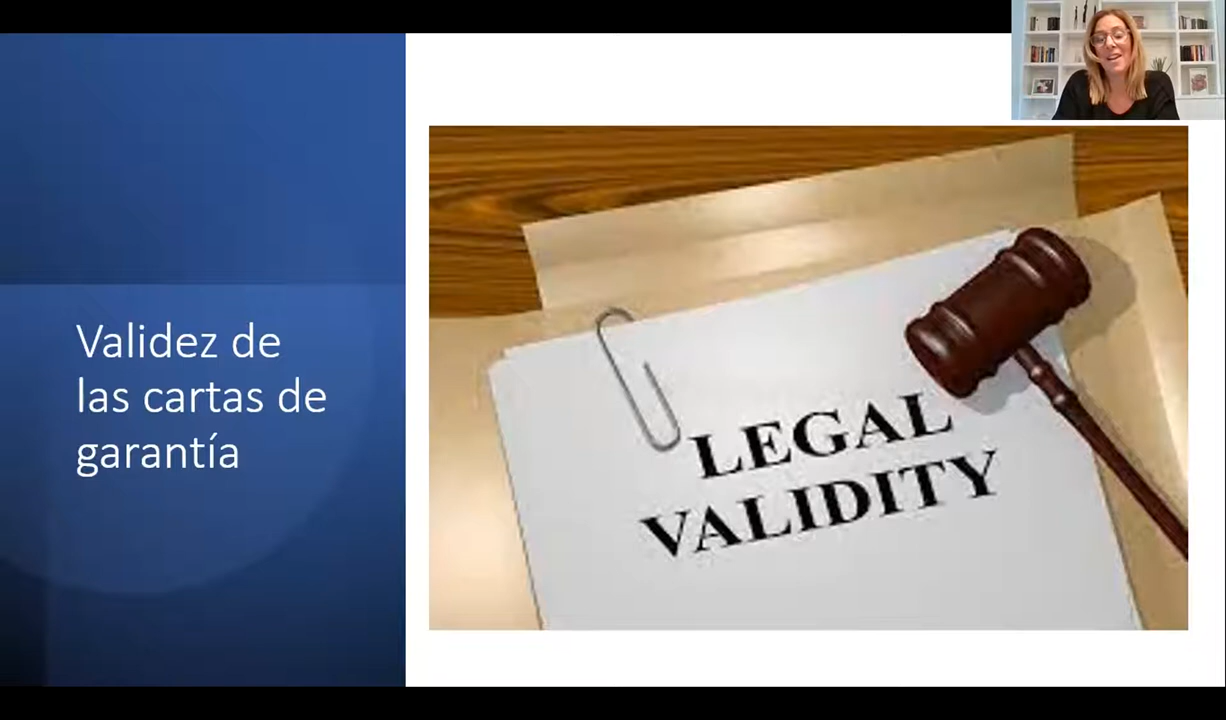 Validez de
las cartas de
garantía
LEGAL
VALIDITY